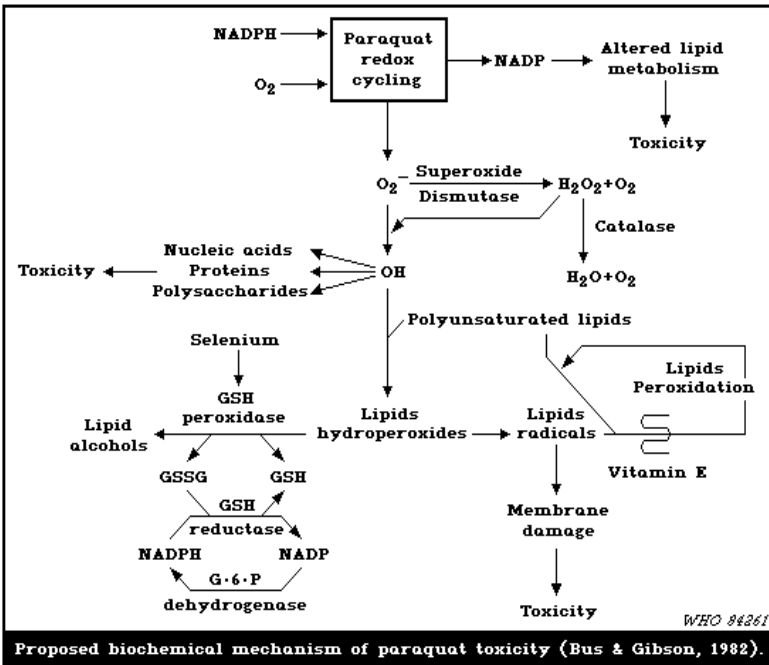 NADPH
Paraquat
redox
cycling
O₂
NADP
Altered lipid
metabolism
Toxicity
O₂⁻
Superoxide
Dismutase
H₂O₂+O₂
Catalase
H₂O+O₂
Nucleic acids
Toxicity
Proteins
OH
Polysaccharides
Polyunsaturated lipids
Selenium
Lipids
Peroxidation
GSH
peroxidase
Lipid
alcohols
Lipids
hydroperoxides
Lipids
radicals
Vitamin E
GSSG
GSH
GSH
reductase
Membrane
damage
NADPH
NADP
G·6·P
dehydrogenase
Toxicity
WHO 94261
Proposed biochemical mechanism of paraquat toxicity (Bus & Gibson, 1982).